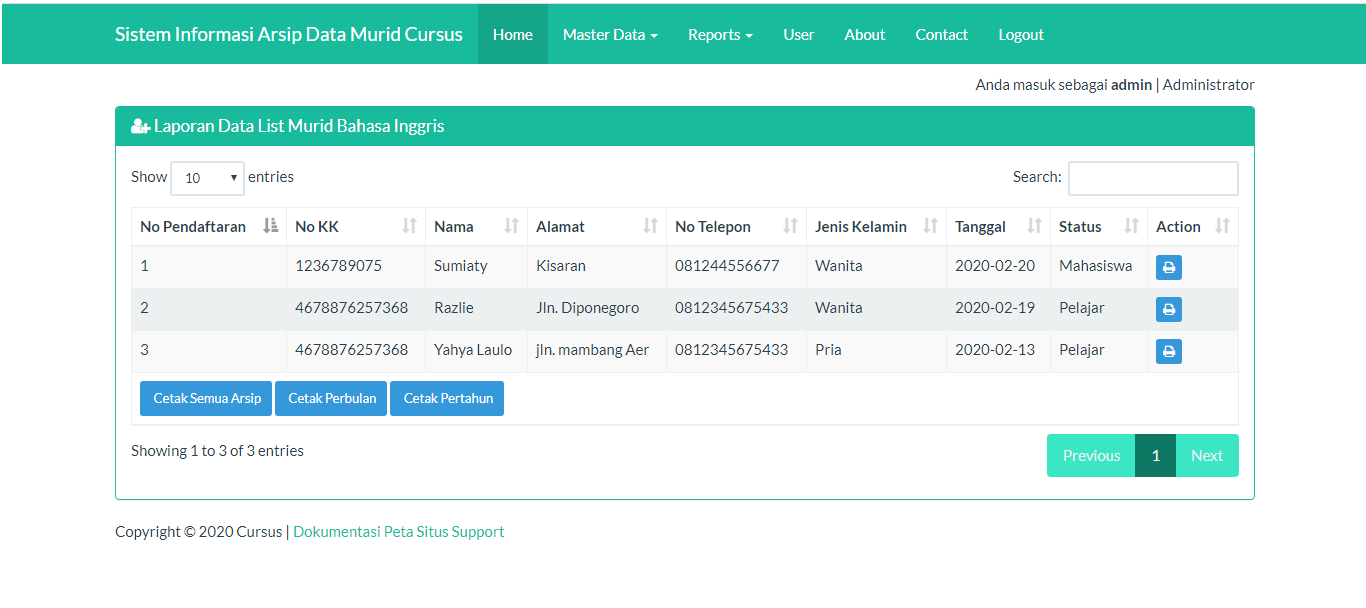 Sistem Informasi Arsip Data Murid Cursus Home Master Data Reports User About Contact Logout
Anda masuk sebagai admin | Administrator
Laporan Data List Murid Bahasa Inggris
Show 10 entries Search:
No Pendaftaran No KK Nama Alamat No Telepon Jenis Kelamin Tanggal Status Action
1 1236789075 Sumiaty Kisaran 081244556677 Wanita 2020-02-20 Mahasiswa
2 4678876257368 Razlie Jln. Diponegoro 0812345675433 Wanita 2020-02-19 Pelajar
3 4678876257368 Yahya Laulo jln. mambang Aer 0812345675433 Pria 2020-02-13 Pelajar
Cetak Semua Arsip Cetak Perbulan Cetak Pertahun
Showing 1 to 3 of 3 entries Previous 1 Next
Copyright © 2020 Cursus | Dokumentasi Peta Situs Support